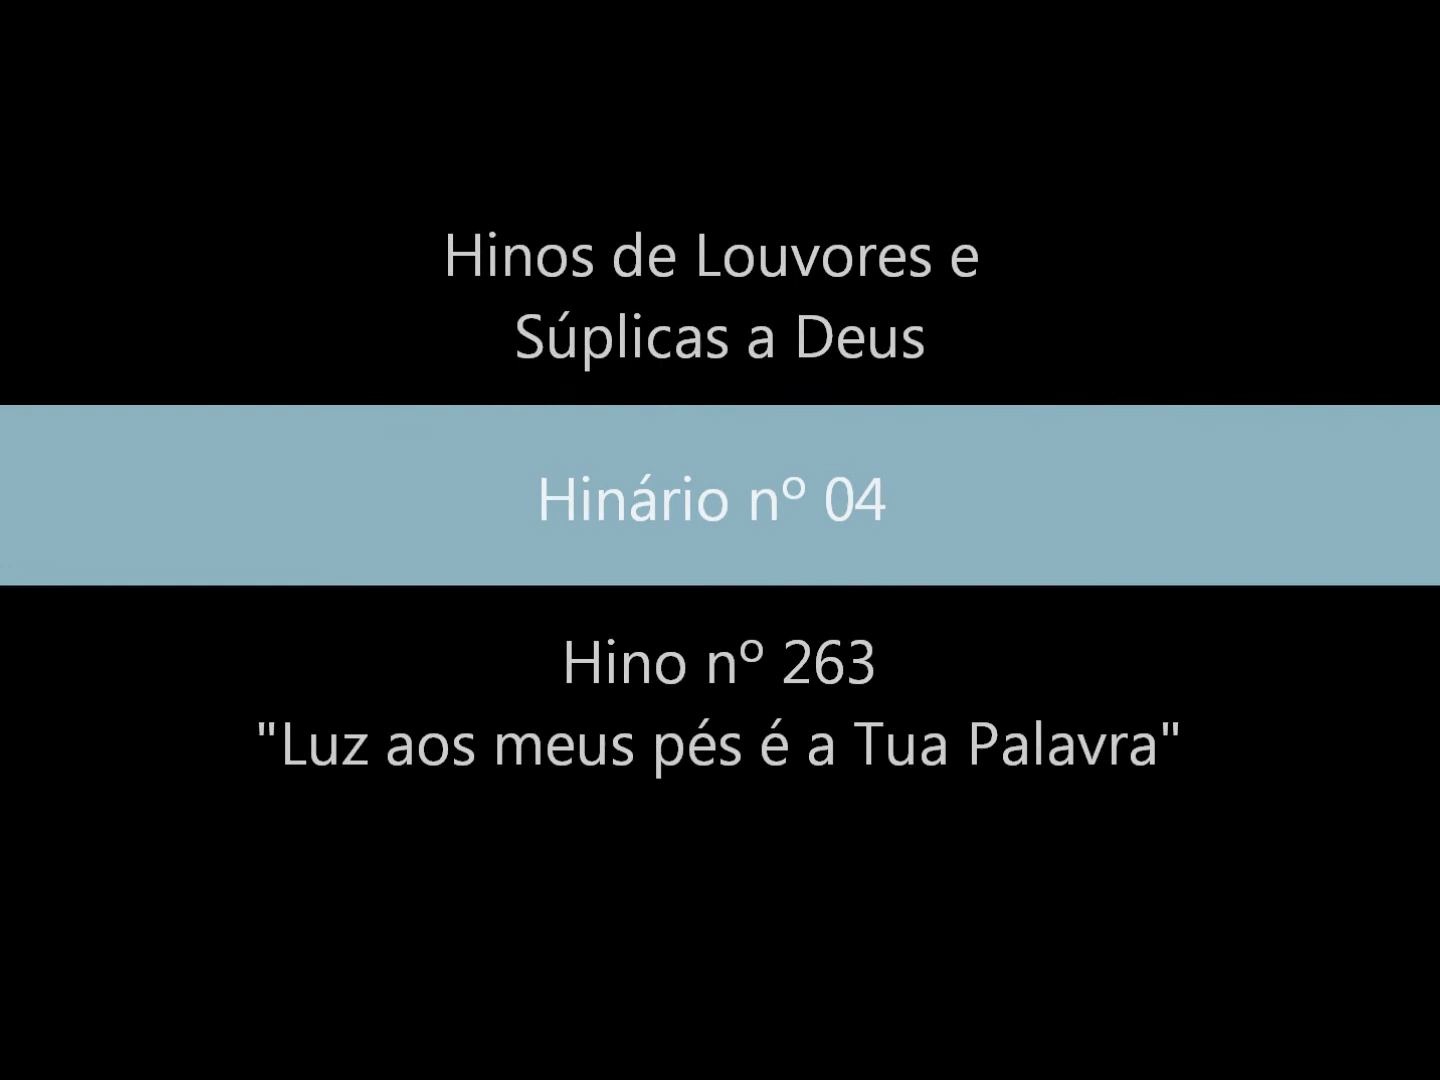 Hinos de Louvores e
Súplicas a Deus
Hinário nº 04
Hino nº 263
"Luz aos meus pés é a Tua Palavra"